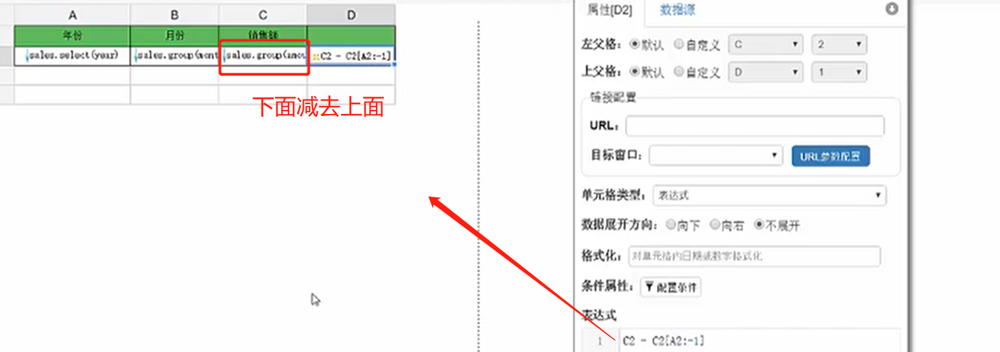 A B C D
年份 月份 销售额
sales.select(year) sales.group(mont sales.group(amou C2 - C2[A2:-1]
下面减去上面
属性[D2] 数据源
左父格: 默认 自定义 C 2
上父格: 默认 自定义 D 1
链接配置
URL:
目标窗口: URL参数配置
单元格类型: 表达式
数据展开方向: 向下 向右 不展开
格式化: 对单元格内日期或数字格式化
条件属性: 配置条件
表达式
1 C2 - C2[A2:-1]